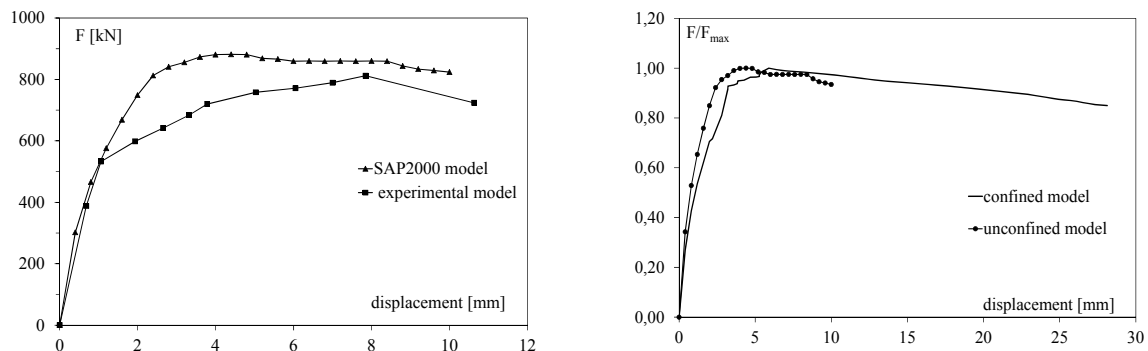 1000
800
600
400
200
0
F [kN]
SAP2000 model
experimental model
displacement [mm]
0 2 4 6 8 10 12
1,20
1,00
0,80
0,60
0,40
0,20
0,00
F/Fmax
confined model
unconfined model
displacement [mm]
0 5 10 15 20 25 30